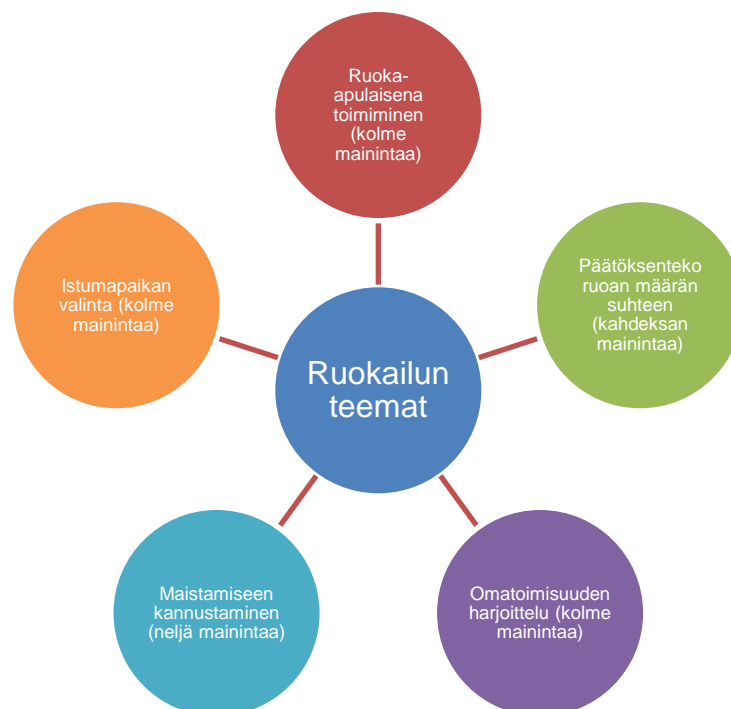 Ruoka-
apulaisena
toimiminen
(kolme
mainintaa)
Istumapaikan
valinta (kolme
mainintaa)
Päätöksenteko
ruoan määrän
suhteen
(kahdeksan
mainintaa)
Ruokailun
teemat
Maistamiseen
kannustaminen
(neljä mainintaa)
Omatoimisuuden
harjoittelu (kolme
mainintaa)